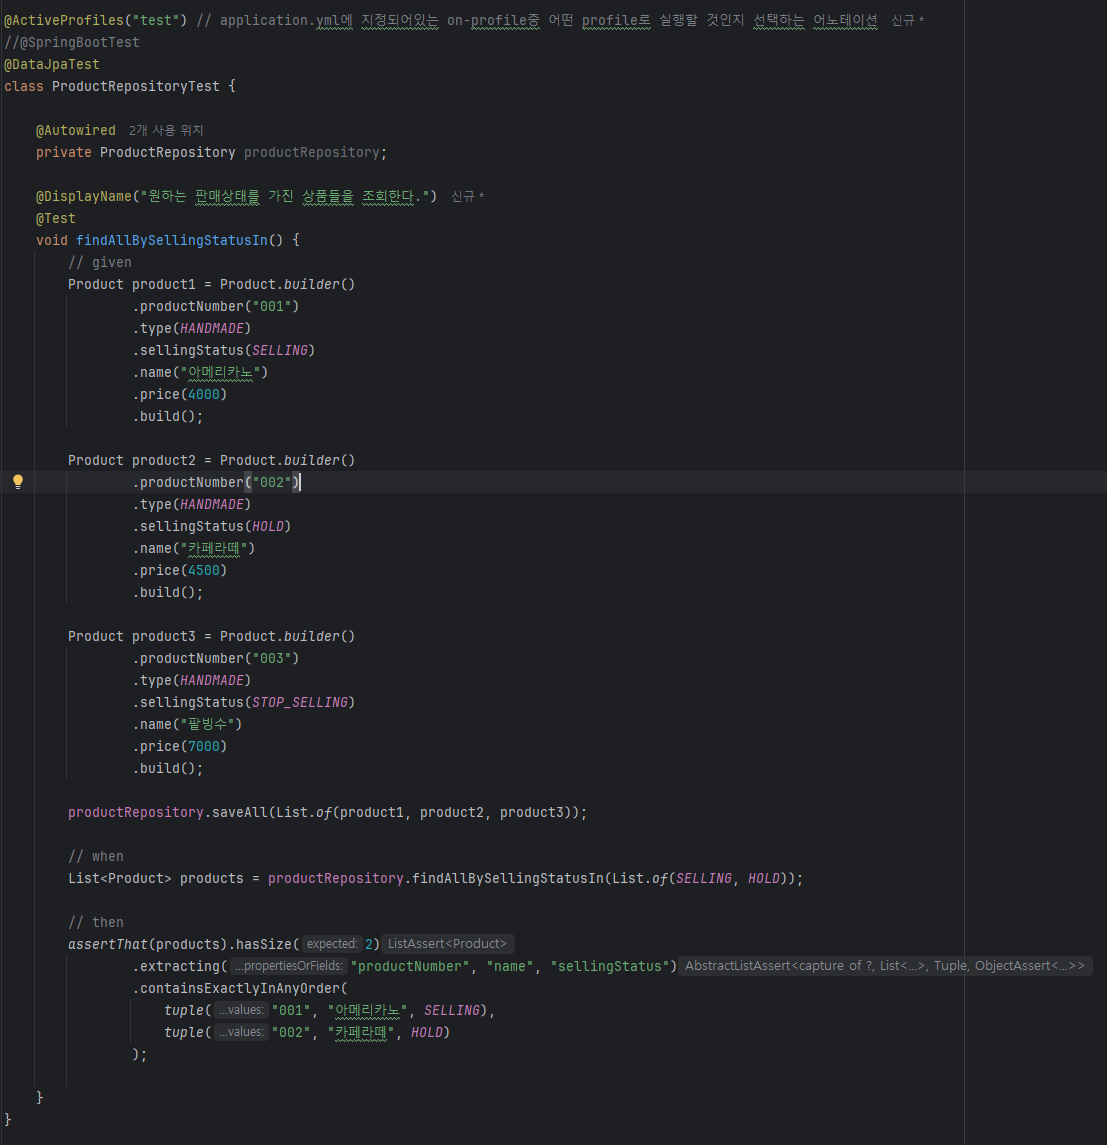 @ActiveProfiles("test") // application.yml에 지정되어있는 on-profile중 어떤 profile로 실행할 것인지 선택하는 어노테이션 신규 *
//@SpringBootTest
@DataJpaTest
class ProductRepositoryTest {
@Autowired 2개 사용 위치
private ProductRepository productRepository;
@DisplayName("원하는 판매상태를 가진 상품들을 조회한다.") 신규 *
@Test
void findAllBySellingStatusIn() {
// given
Product product1 = Product.builder()
.productNumber("001")
.type(HANDMADE)
.sellingStatus(SELLING)
.name("아메리카노")
.price(4000)
.build();
Product product2 = Product.builder()
.productNumber("002")
.type(HANDMADE)
.sellingStatus(HOLD)
.name("카페라떼")
.price(4500)
.build();
Product product3 = Product.builder()
.productNumber("003")
.type(HANDMADE)
.sellingStatus(STOP_SELLING)
.name("팥빙수")
.price(7000)
.build();
productRepository.saveAll(List.of(product1, product2, product3));
// when
List<Product> products = productRepository.findAllBySellingStatusIn(List.of(SELLING, HOLD));
// then
assertThat(products).hasSize( expected: 2) ListAssert<Product>
.extracting( ...propertiesOrFields: "productNumber", "name", "sellingStatus") AbstractListAssert<capture of ?, List<...>, Tuple, ObjectAssert<...>>
.containsExactlyInAnyOrder(
tuple( ...values: "001", "아메리카노", SELLING),
tuple( ...values: "002", "카페라떼", HOLD)
);
}
}